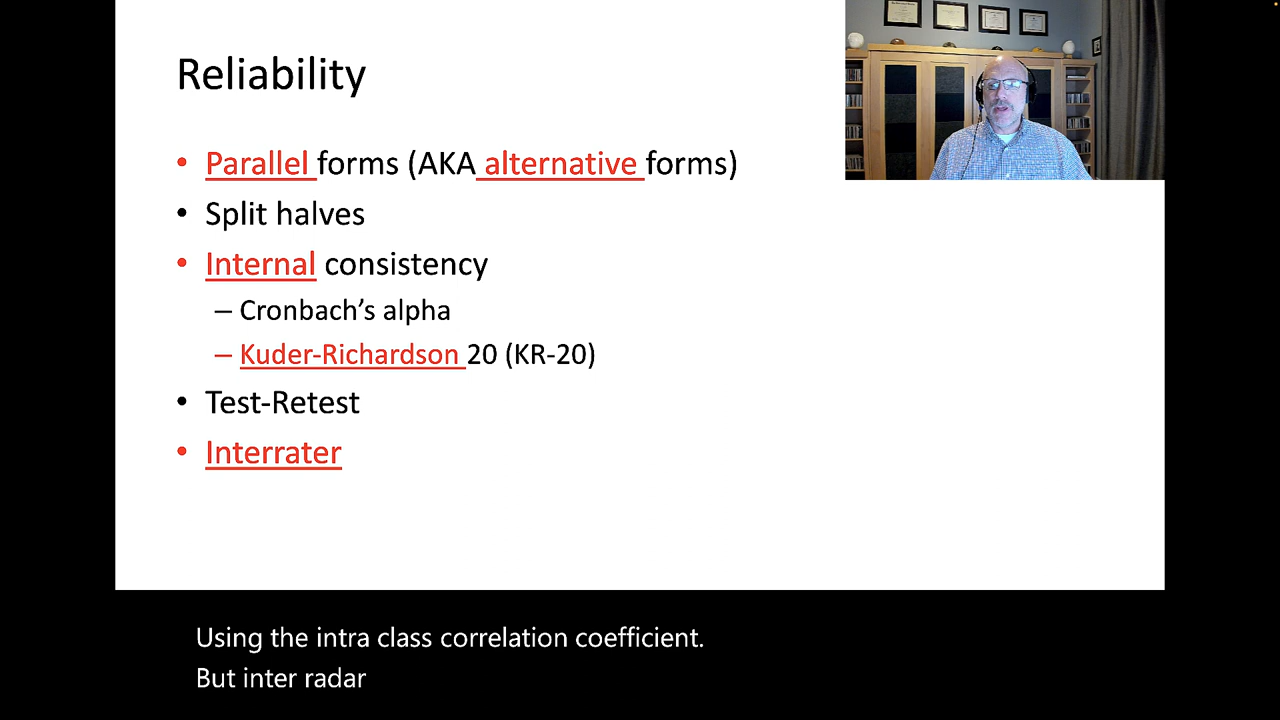 Reliability
• Parallel forms (AKA alternative forms)
• Split halves
• Internal consistency
– Cronbach’s alpha
– Kuder-Richardson 20 (KR-20)
• Test-Retest
• Interrater
Using the intra class correlation coefficient.
But inter radar